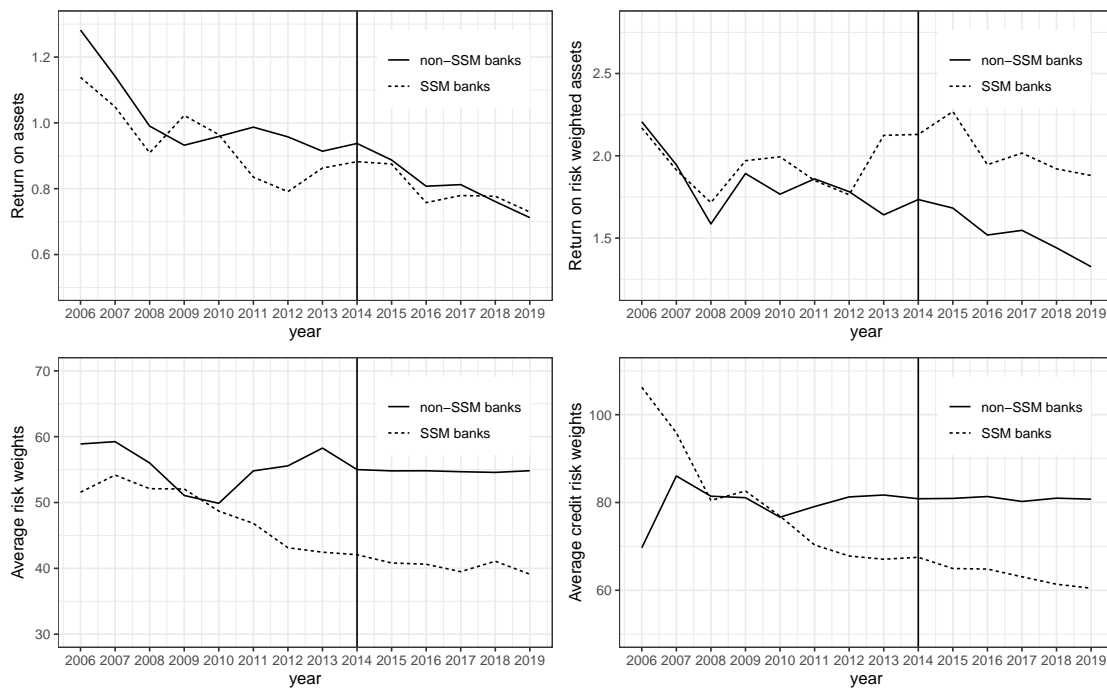 Return on assets
1.2
1.0
0.8
0.6
non−SSM banks
SSM banks
2006 2007 2008 2009 2010 2011 2012 2013 2014 2015 2016 2017 2018 2019
year
Return on risk weighted assets
2.5
2.0
1.5
non−SSM banks
SSM banks
2006 2007 2008 2009 2010 2011 2012 2013 2014 2015 2016 2017 2018 2019
year
Average risk weights
70
60
50
40
30
non−SSM banks
SSM banks
2006 2007 2008 2009 2010 2011 2012 2013 2014 2015 2016 2017 2018 2019
year
Average credit risk weights
100
80
60
non−SSM banks
SSM banks
2006 2007 2008 2009 2010 2011 2012 2013 2014 2015 2016 2017 2018 2019
year